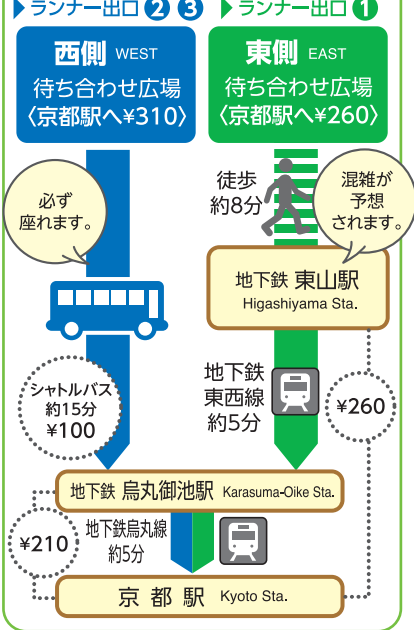 ▶ランナー出口 ② ③
西側 WEST
待ち合わせ広場
〈京都駅へ¥310〉
▶ランナー出口 ①
東側 EAST
待ち合わせ広場
〈京都駅へ¥260〉
必ず
座れます。
徒歩
約8分
混雑が
予想
されます。
地下鉄 東山駅
Higashiyama Sta.
シャトルバス
約15分
¥100
地下鉄
東西線
約5分
¥260
地下鉄 烏丸御池駅 Karasuma-Oike Sta.
¥210
地下鉄烏丸線
約5分
京都駅 Kyoto Sta.